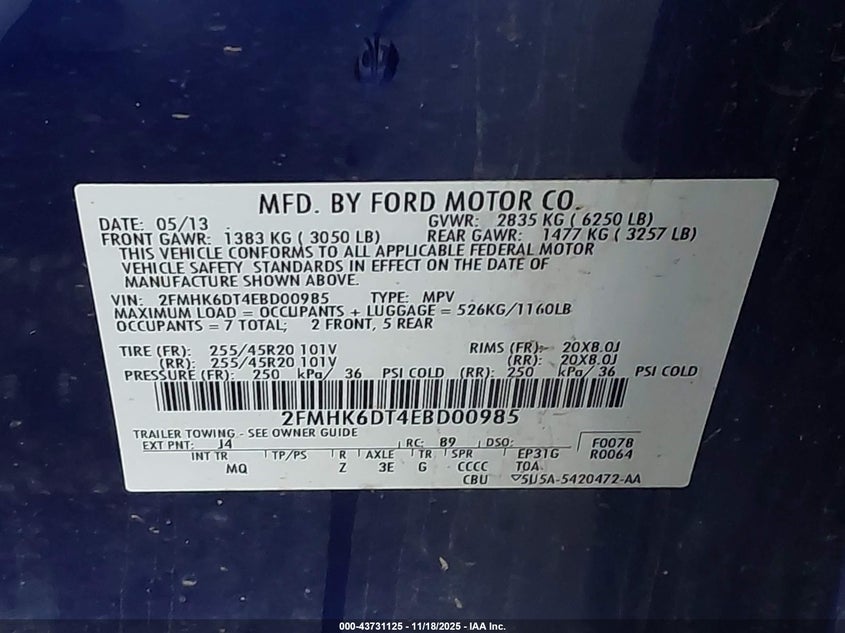 MFD. BY FORD MOTOR CO.
DATE: 05/13 GVWR: 2835 KG ( 6250 LB)
FRONT GAWR: 1383 KG ( 3050 LB) REAR GAWR: 1477 KG ( 3257 LB)
THIS VEHICLE CONFORMS TO ALL APPLICABLE FEDERAL MOTOR
VEHICLE SAFETY STANDARDS IN EFFECT ON THE DATE OF
MANUFACTURE SHOWN ABOVE.
VIN: 2FMHK6DT4EBD00985 TYPE: MPV
MAXIMUM LOAD = OCCUPANTS + LUGGAGE = 526KG/1160LB
OCCUPANTS = 7 TOTAL; 2 FRONT, 5 REAR
TIRE (FR): 255/45R20 101V RIMS (FR): 20X8.0J
(RR): 255/45R20 101V (RR): 20X8.0J
PRESSURE (FR): 250 kPa/ 36 PSI COLD (RR): 250 kPa/ 36 PSI COLD
2FMHK6DT4EBD00985
TRAILER TOWING - SEE OWNER GUIDE
EXT PNT: J4 RC: 89 DSO: F0078
INT TR TP/PS R AXLE TR SPR EP31G R0064
MQ Z 3E G CCCC TOA
CBU 5U5A-5420472-AA
000-43731125 - 11/18/2025 - IAA Inc.